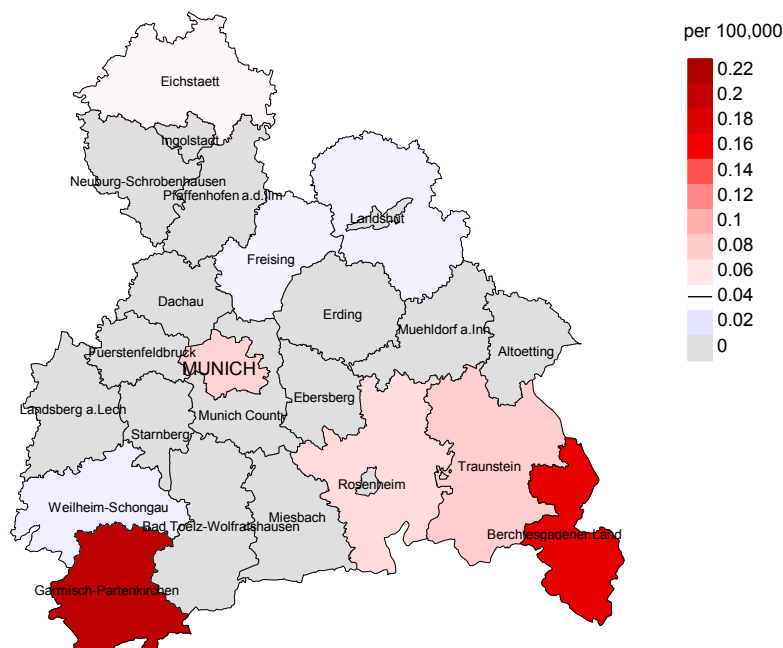 per 100,000
0.22
0.2
0.18
0.16
0.14
0.12
0.1
0.08
0.06
0.04
0.02
0
Eichstaett
Ingolstadt
Neuburg-Schrobenhausen
Pfaffenhofen a.d.Ilm
Landshut
Freising
Dachau
Erding
Muehldorf a.Inn
Altoetting
Fuerstenfeldbruck
MUNICH
Ebersberg
Landsberg a.Lech
Munich County
Starnberg
Traunstein
Rosenheim
Weilheim-Schongau
Miesbach
Bad Toelz-Wolfratshausen
Berchtesgadener Land
Garmisch-Partenkirchen